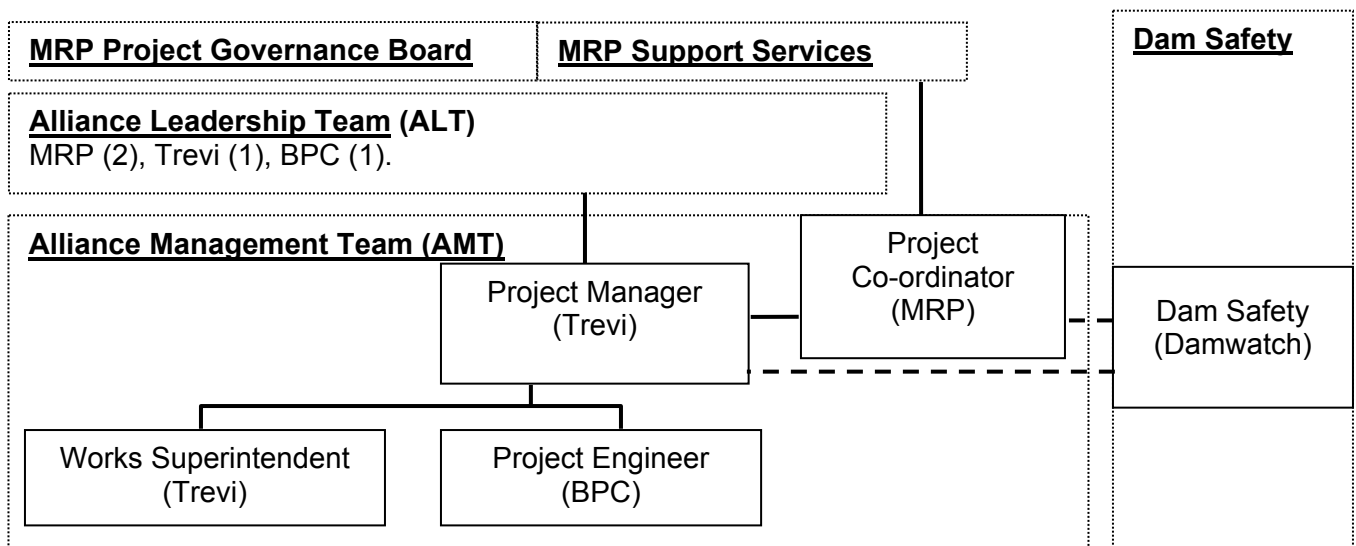 MRP Project Governance Board
MRP Support Services
Dam Safety
Alliance Leadership Team (ALT)
MRP (2), Trevi (1), BPC (1).
Alliance Management Team (AMT)
Project
Co-ordinator
(MRP)
Project Manager
(Trevi)
Dam Safety
(Damwatch)
Works Superintendent
(Trevi)
Project Engineer
(BPC)